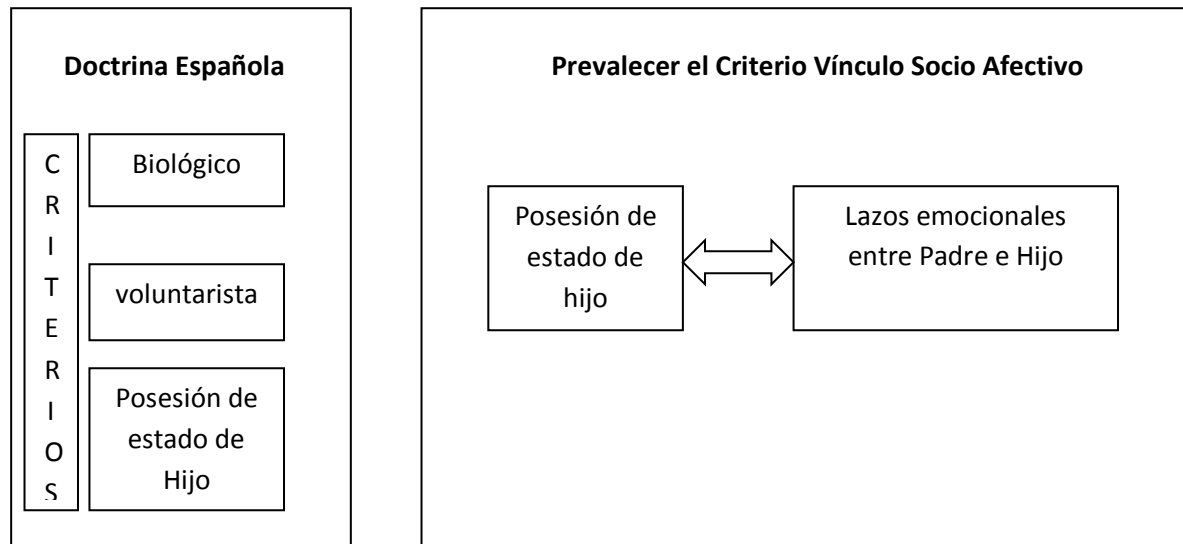 Doctrina Española
C
R
I
T
E
R
I
O
S
Biológico
voluntarista
Posesión de
estado de
Hijo
Prevalecer el Criterio Vínculo Socio Afectivo
Posesión de
estado de
hijo
Lazos emocionales
entre Padre e Hijo